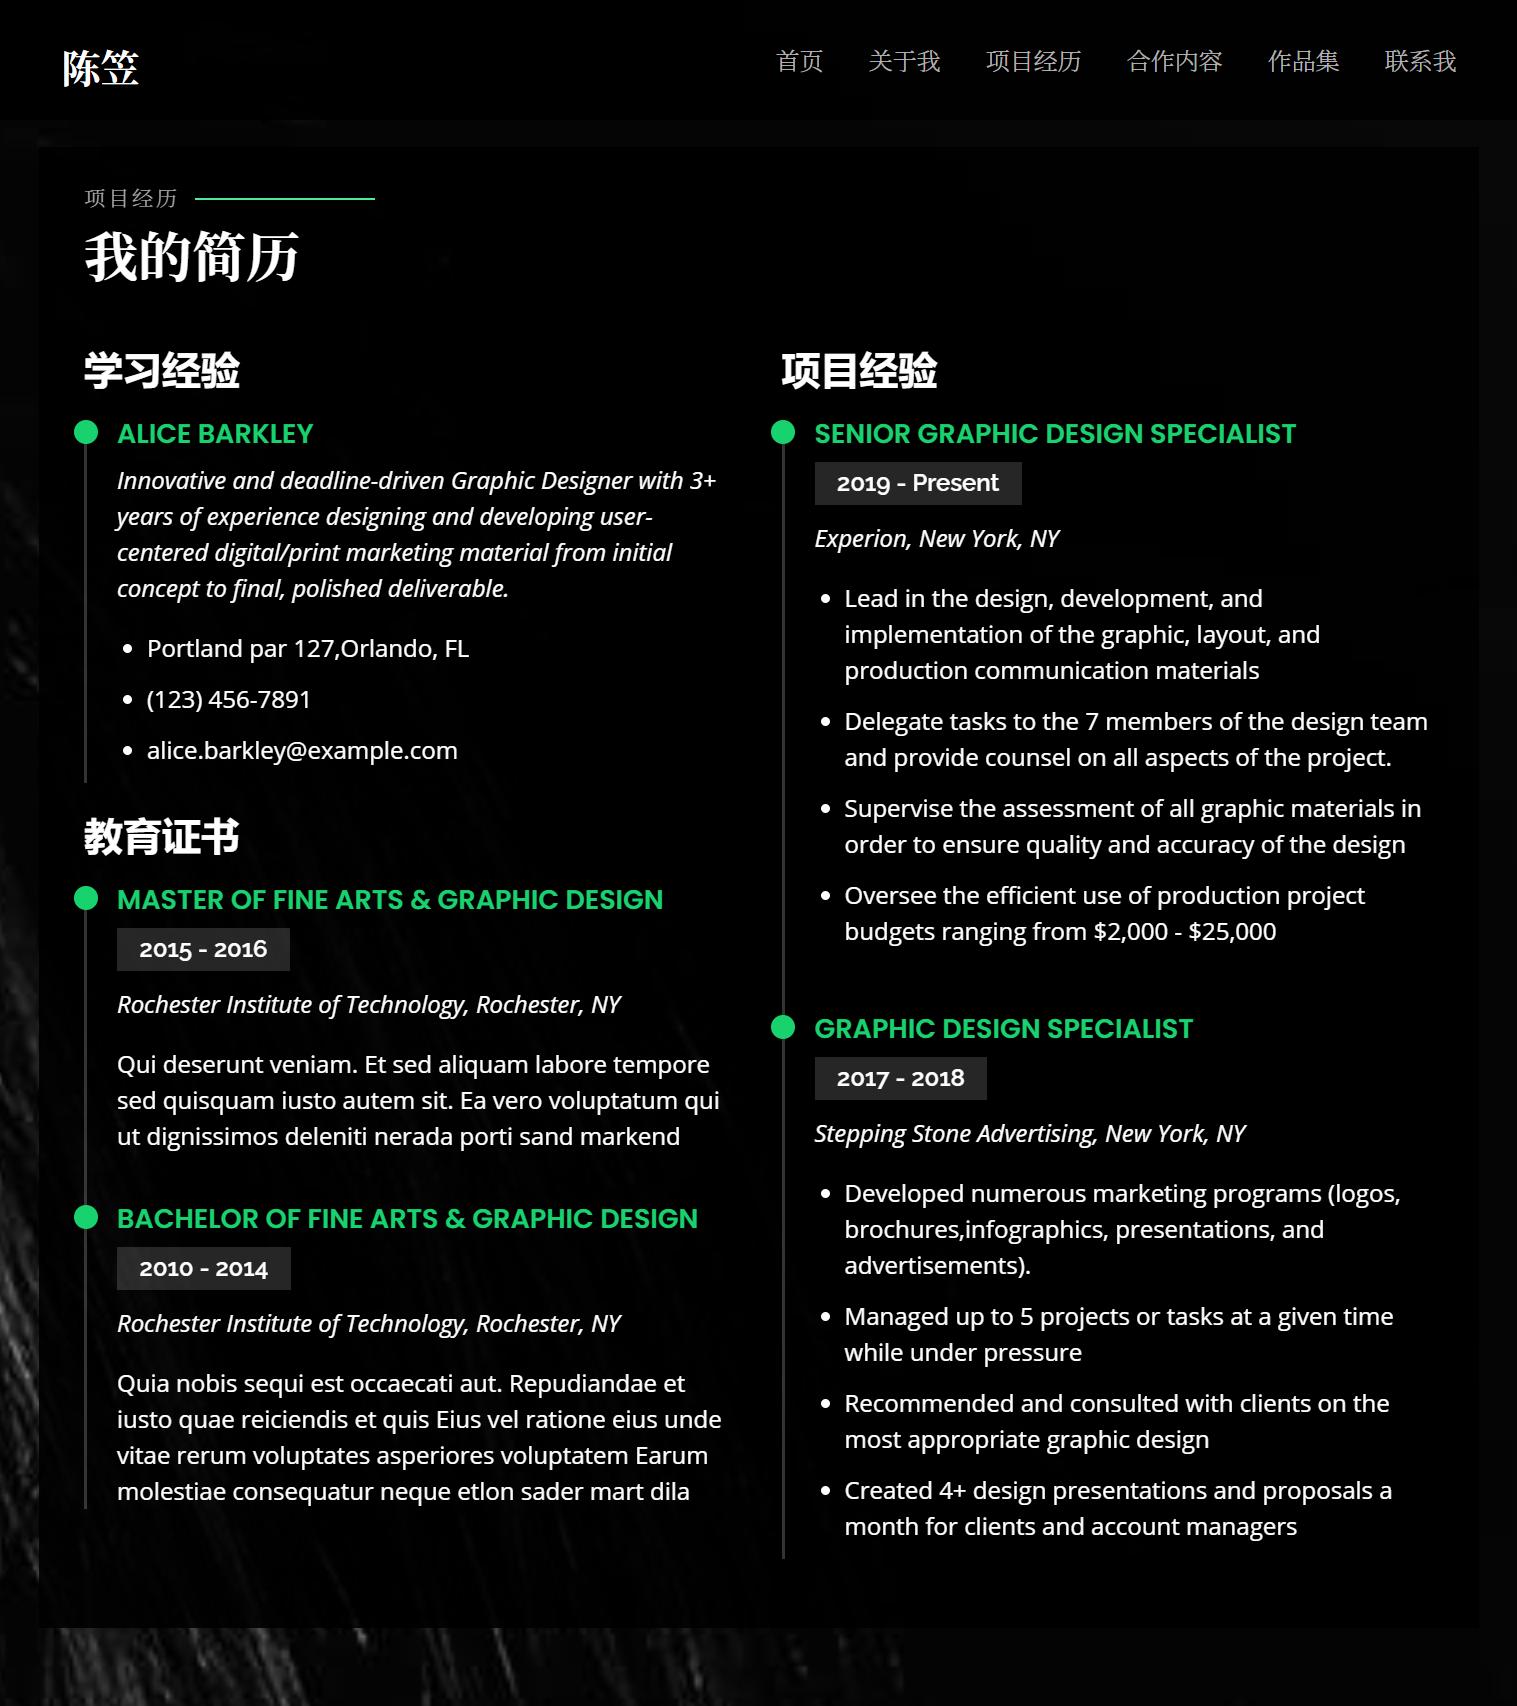 陈笠
首页 关于我 项目经历 合作内容 作品集 联系我
项目经历
我的简历
学习经验
ALICE BARKLEY
Innovative and deadline-driven Graphic Designer with 3+
years of experience designing and developing user-
centered digital/print marketing material from initial
concept to final, polished deliverable.
Portland par 127,Orlando, FL
(123) 456-7891
alice.barkley@example.com
教育证书
MASTER OF FINE ARTS & GRAPHIC DESIGN
2015 - 2016
Rochester Institute of Technology, Rochester, NY
Qui deserunt veniam. Et sed aliquam labore tempore
sed quisquam iusto autem sit. Ea vero voluptatum qui
ut dignissimos deleniti nerada porti sand markend
BACHELOR OF FINE ARTS & GRAPHIC DESIGN
2010 - 2014
Rochester Institute of Technology, Rochester, NY
Quia nobis sequi est occaecati aut. Repudiandae et
iusto quae reiciendis et quis Eius vel ratione eius unde
vitae rerum voluptates asperiores voluptatem Earum
molestiae consequatur neque etlon sader mart dila
项目经验
SENIOR GRAPHIC DESIGN SPECIALIST
2019 - Present
Experion, New York, NY
Lead in the design, development, and
implementation of the graphic, layout, and
production communication materials
Delegate tasks to the 7 members of the design team
and provide counsel on all aspects of the project.
Supervise the assessment of all graphic materials in
order to ensure quality and accuracy of the design
Oversee the efficient use of production project
budgets ranging from $2,000 - $25,000
GRAPHIC DESIGN SPECIALIST
2017 - 2018
Stepping Stone Advertising, New York, NY
Developed numerous marketing programs (logos,
brochures,infographics, presentations, and
advertisements).
Managed up to 5 projects or tasks at a given time
while under pressure
Recommended and consulted with clients on the
most appropriate graphic design
Created 4+ design presentations and proposals a
month for clients and account managers